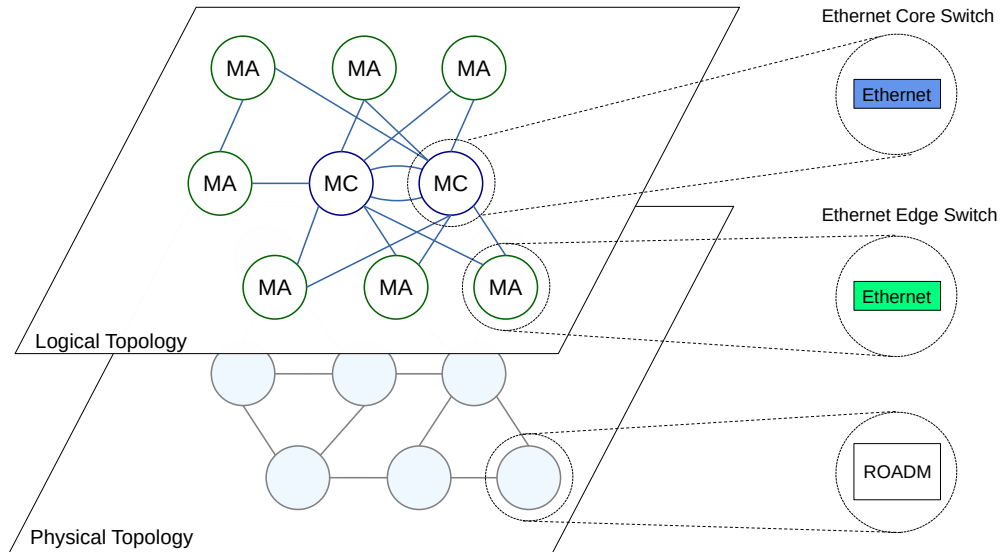 Ethernet Core Switch
MA
MA
MA
Ethernet
MA
MC
MC
Ethernet Edge Switch
MA
MA
MA
Ethernet
Logical Topology
ROADM
Physical Topology